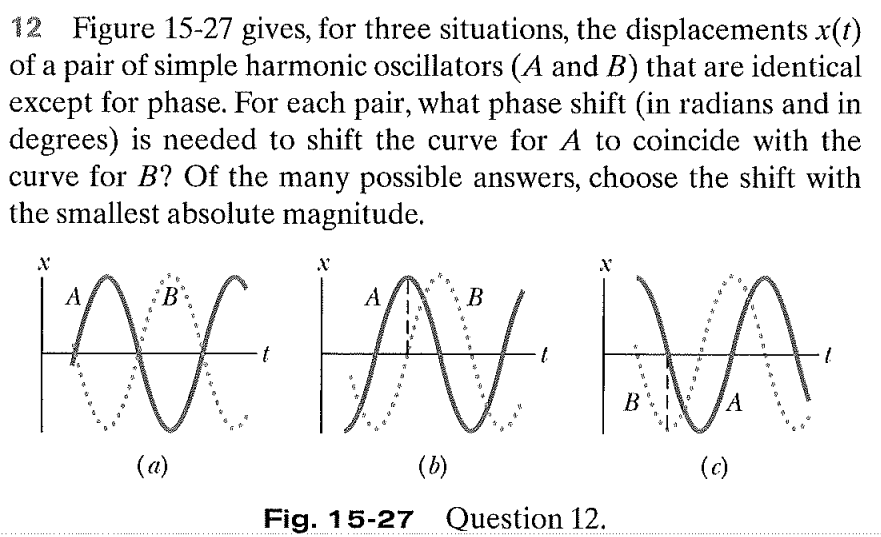 12 Figure 15-27 gives, for three situations, the displacements x(t)
of a pair of simple harmonic oscillators (A and B) that are identical
except for phase. For each pair, what phase shift (in radians and in
degrees) is needed to shift the curve for A to coincide with the
curve for B? Of the many possible answers, choose the shift with
the smallest absolute magnitude.
x x x
A B A B
t t t
B A
(a) (b) (c)
Fig. 15-27 Question 12.